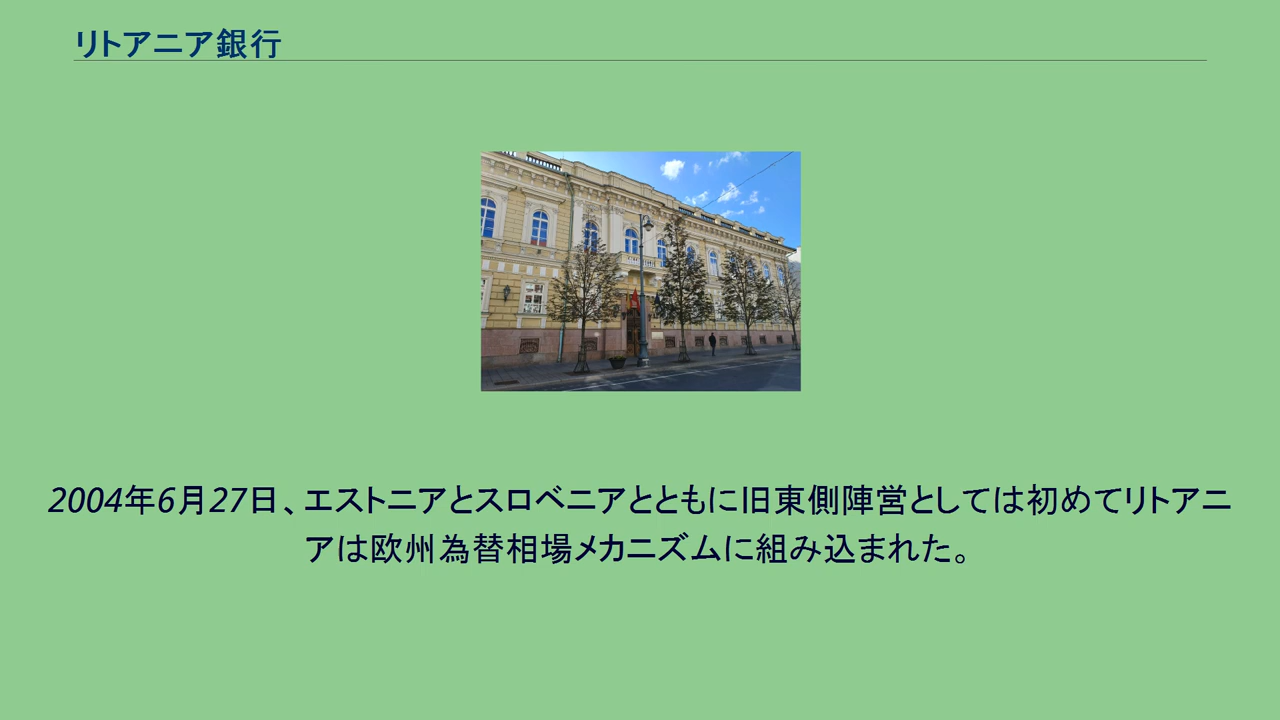 リトアニア銀行
2004年6月27日、エストニアとスロベニアとともに旧東側陣営としては初めてリトアニ
アは欧州為替相場メカニズムに組み込まれた。